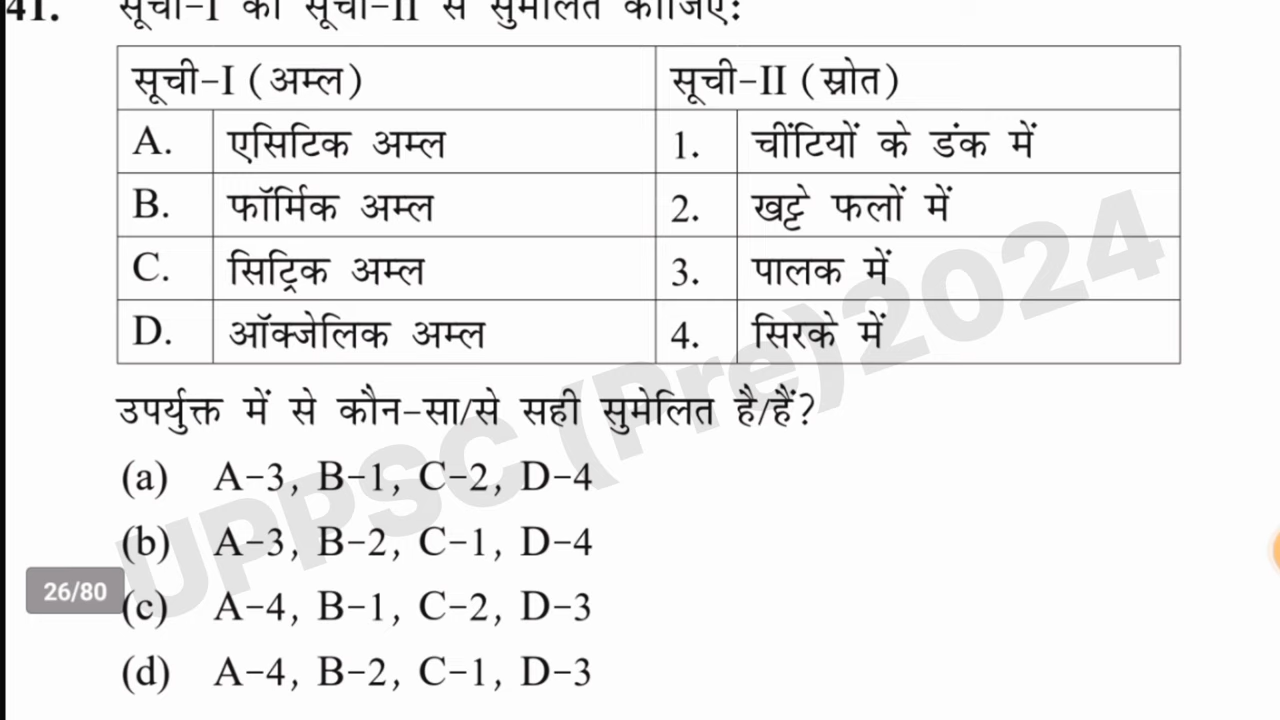 41. सूची-I को सूची-II से सुमेलित कीजिए:
सूची-I (अम्ल) सूची-II (स्रोत)
A. एसिटिक अम्ल 1. चींटियों के डंक में
B. फॉर्मिक अम्ल 2. खट्टे फलों में
C. सिट्रिक अम्ल 3. पालक में
D. ऑक्जेलिक अम्ल 4. सिरके में
उपर्युक्त में से कौन-सा/से सही सुमेलित है/हैं?
(a) A-3, B-1, C-2, D-4
(b) A-3, B-2, C-1, D-4
26/80
(c) A-4, B-1, C-2, D-3
(d) A-4, B-2, C-1, D-3
UPPSC (Pre) 2024